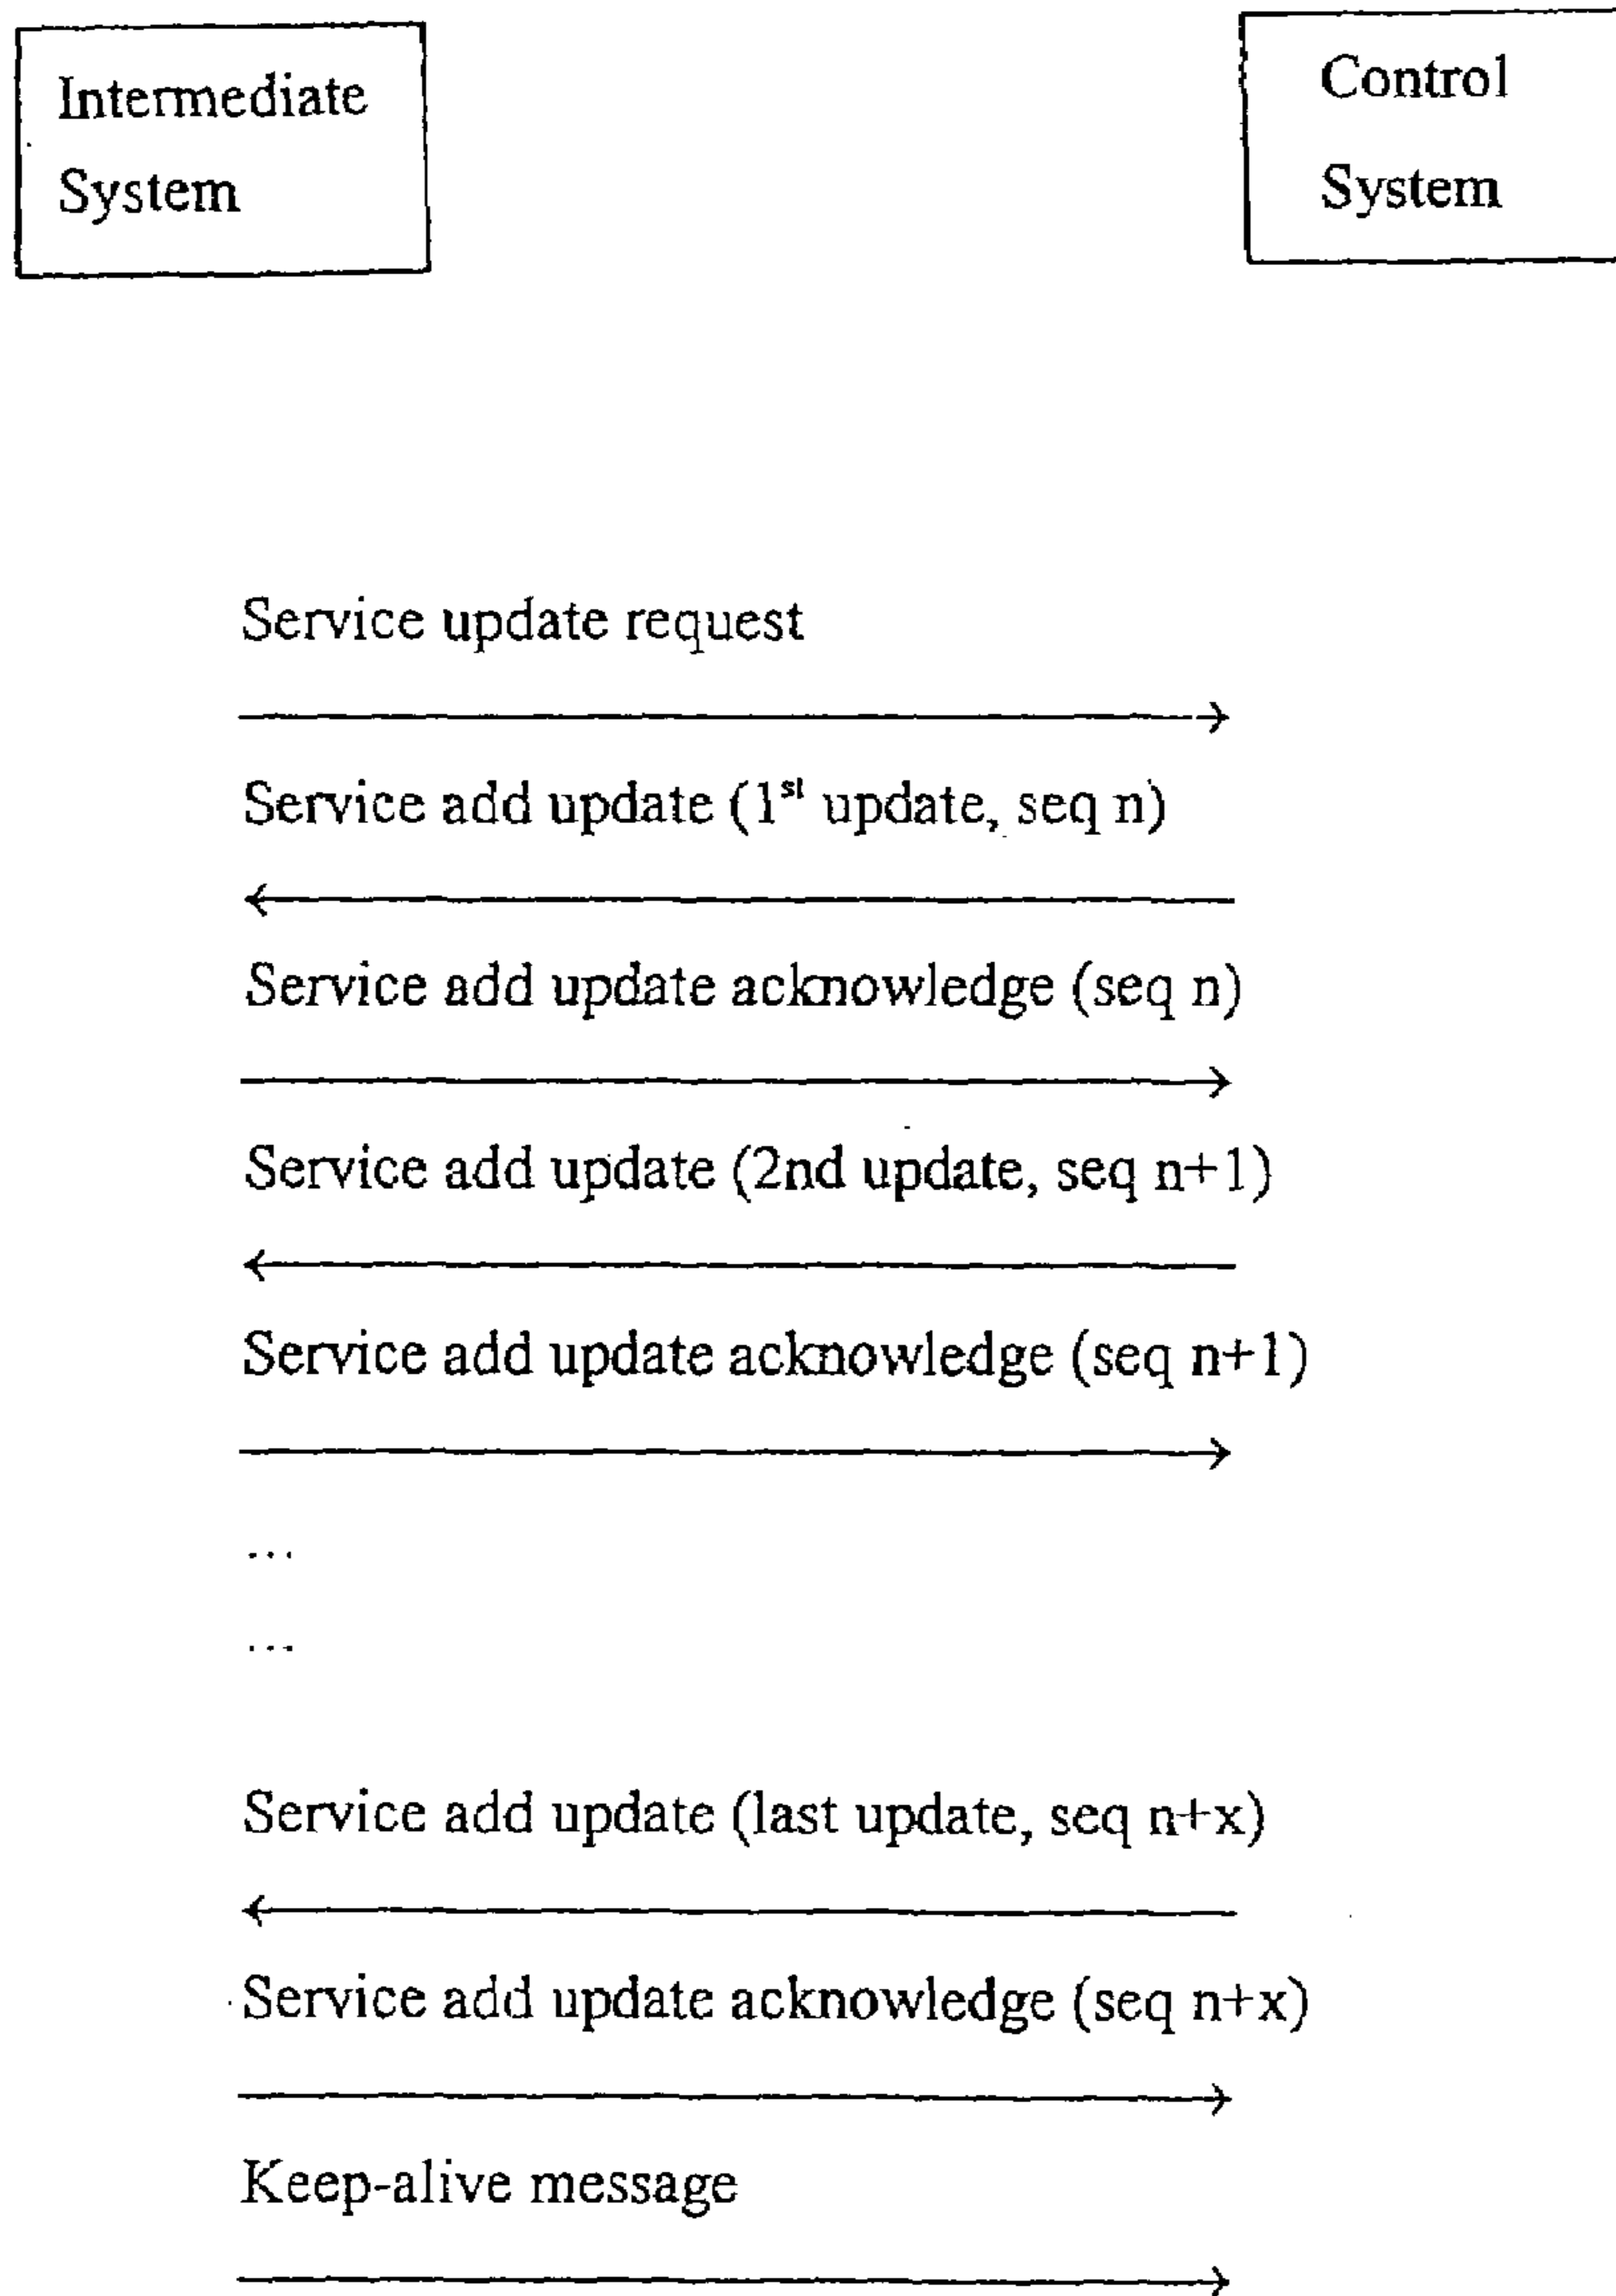 Intermediate
System
Control
System
Service update request
Service add update (1st update, seq n)
Service add update acknowledge (seq n)
Service add update (2nd update, seq n+1)
Service add update acknowledge (seq n+1)
...
...
Service add update (last update, seq n+x)
Service add update acknowledge (seq n+x)
Keep-alive message